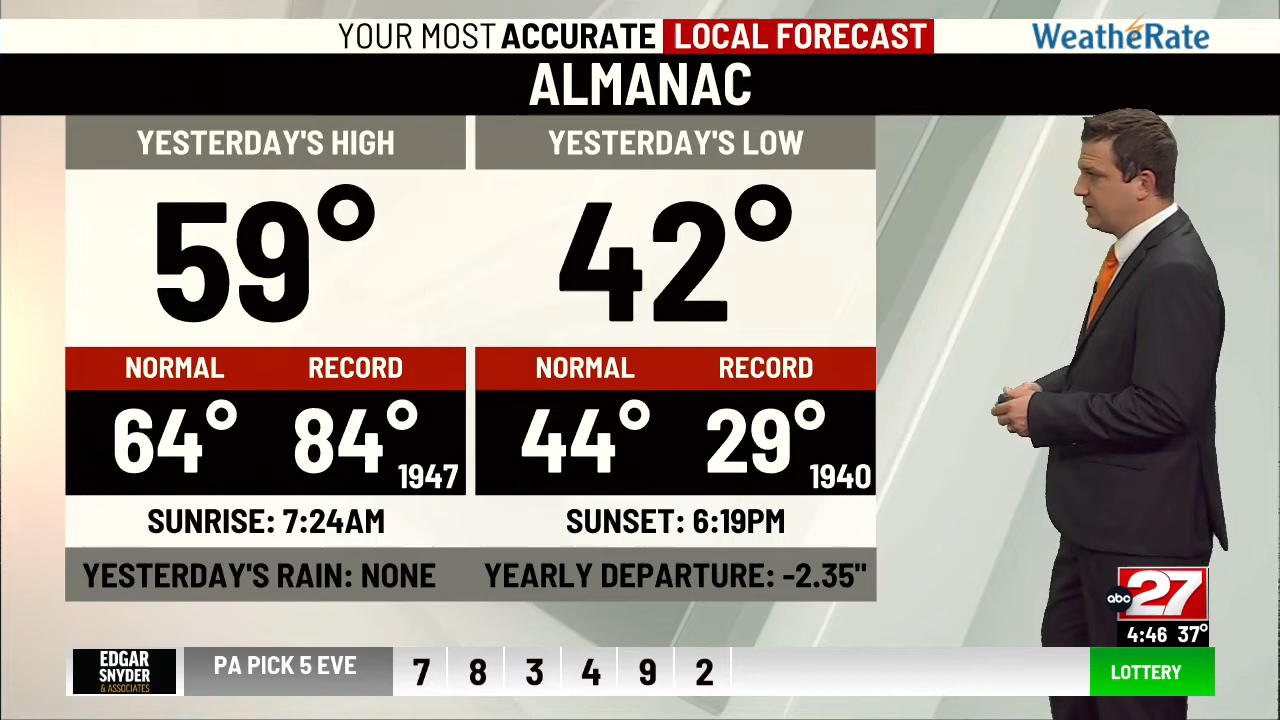 YOUR MOST ACCURATE LOCAL FORECAST
WeatheRate
ALMANAC
YESTERDAY'S HIGH
59°
NORMAL RECORD
64° 84° 1947
SUNRISE: 7:24AM
YESTERDAY'S LOW
42°
NORMAL RECORD
44° 29° 1940
SUNSET: 6:19PM
YESTERDAY'S RAIN: NONE
YEARLY DEPARTURE: -2.35"
abc 27
4:46 37°
EDGAR
SNYDER
& ASSOCIATES
PA PICK 5 EVE
7 8 3 4 9 2
LOTTERY